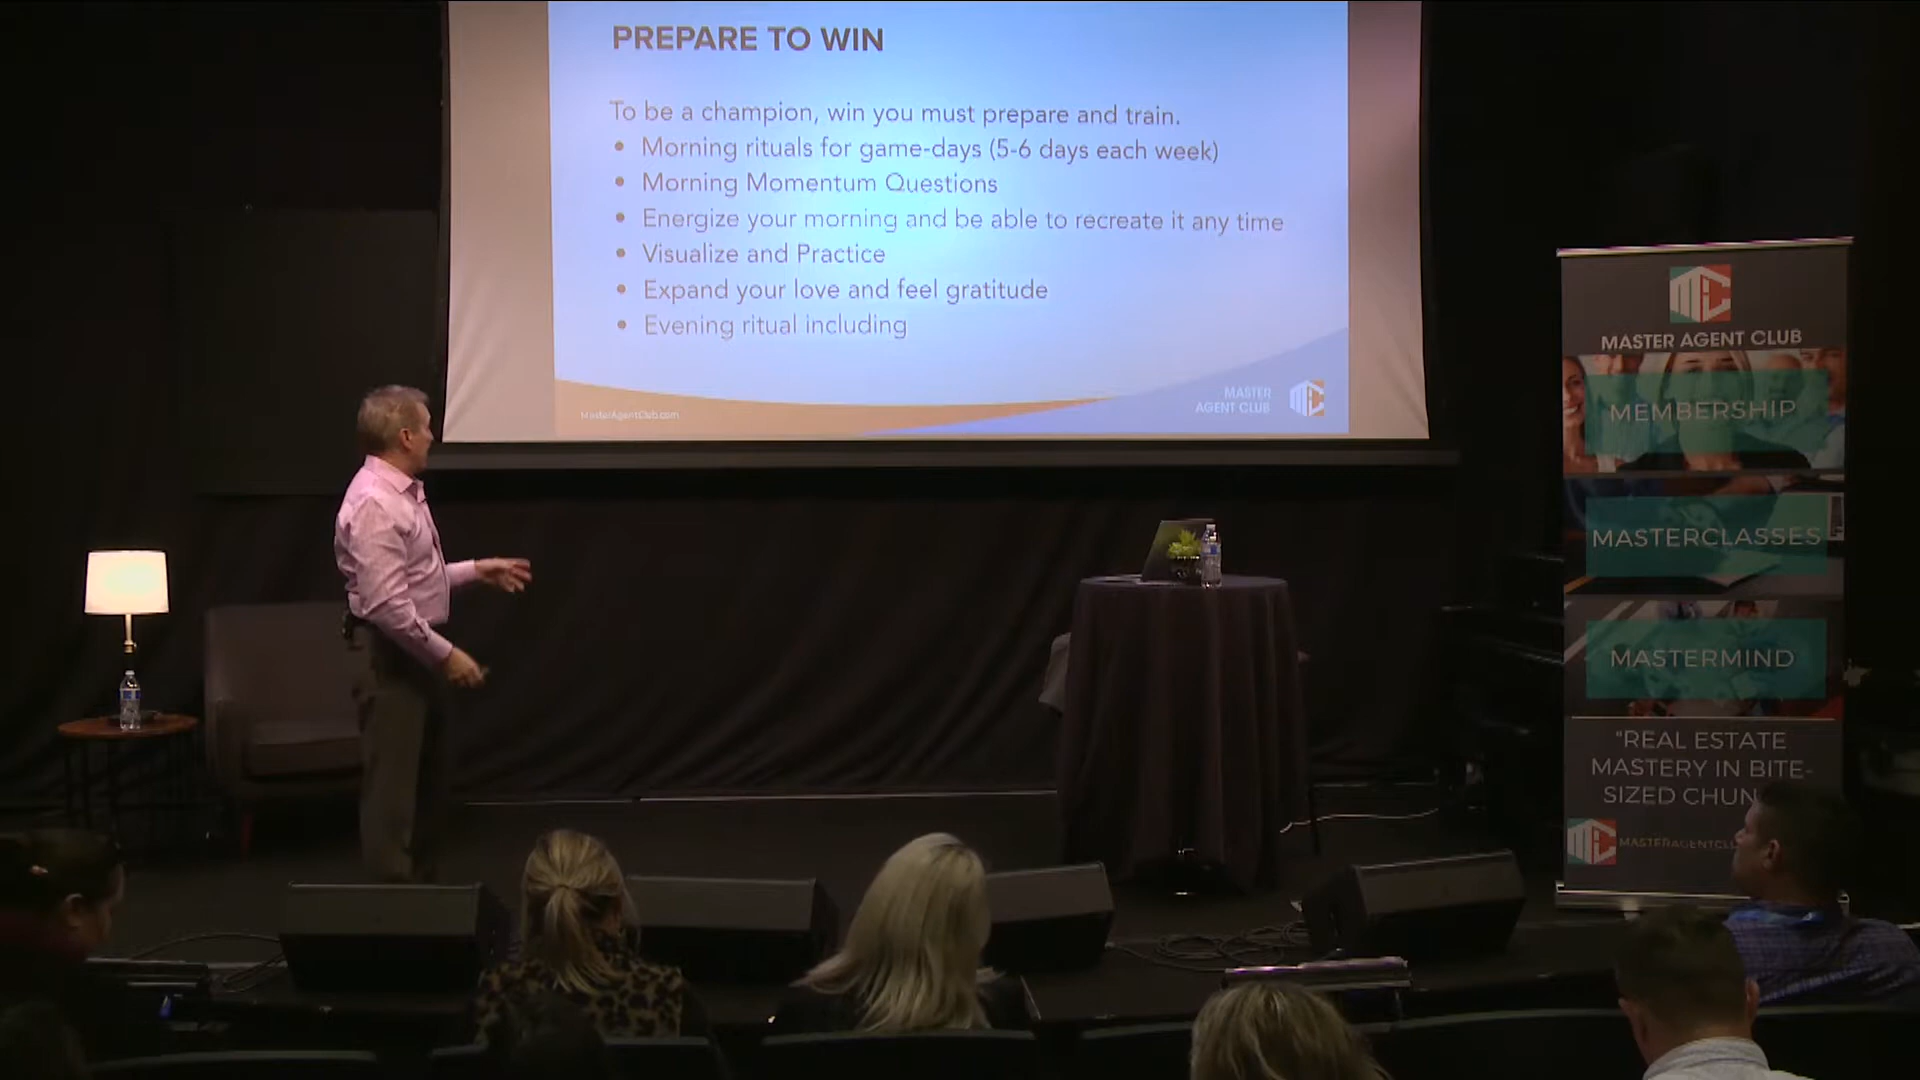 PREPARE TO WIN
To be a champion, win you must prepare and train.
• Morning rituals for game-days (5-6 days each week)
• Morning Momentum Questions
• Energize your morning and be able to recreate it any time
• Visualize and Practice
• Expand your love and feel gratitude
• Evening ritual including
MasterAgentClub.com
MASTER
AGENT CLUB
MASTER AGENT CLUB
MEMBERSHIP
MASTERCLASSES
MASTERMIND
"REAL ESTATE
MASTERY IN BITE-
SIZED CHUN
MASTERAGENTCLU